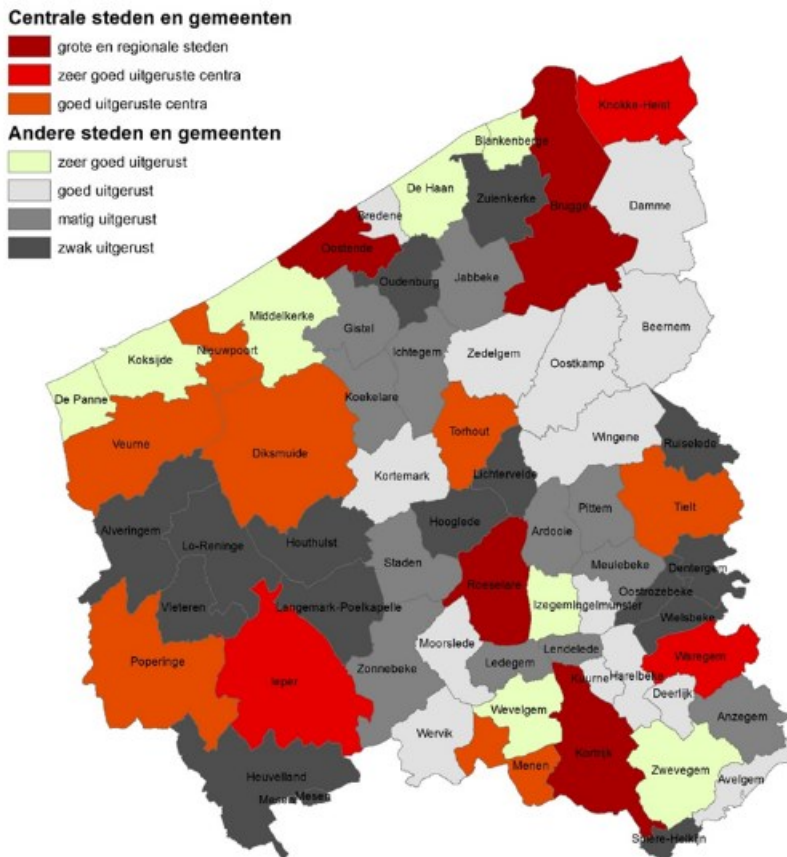 Centrale steden en gemeenten
grote en regionale steden
zeer goed uitgeruste centra
goed uitgeruste centra
Andere steden en gemeenten
zeer goed uitgerust
goed uitgerust
matig uitgerust
zwak uitgerust
Knokke-Heist
Blankenberge
De Haan
Zuienkerke
Brugge
Damme
Bredene
Oostende
Oudenburg
Jabbeke
Middelkerke
Gistel
Beernem
Nieuwpoort
Koksijde
Ichtegem
Zedelgem
Oostkamp
De Panne
Koekelare
Veurne
Diksmuide
Torhout
Wingene
Ruiselede
Kortemark
Lichtervelde
Tielt
Pittem
Alveringem
Lo-Reninge
Houthulst
Hooglede
Ardooie
Staden
Meulebeke
Dentergem
Roeselare
Oostrozebeke
Vleteren
Langemark-Poelkapelle
Izegem
Ingelmunster
Wielsbeke
Moorslede
Lendelede
Waregem
Poperinge
Ieper
Zonnebeke
Ledegem
Kuurne
Harelbeke
Deerlijk
Wevelgem
Anzegem
Wervik
Kortrijk
Menen
Zwevegem
Avelgem
Heuvelland
Mesen
Spiere-Helkijn